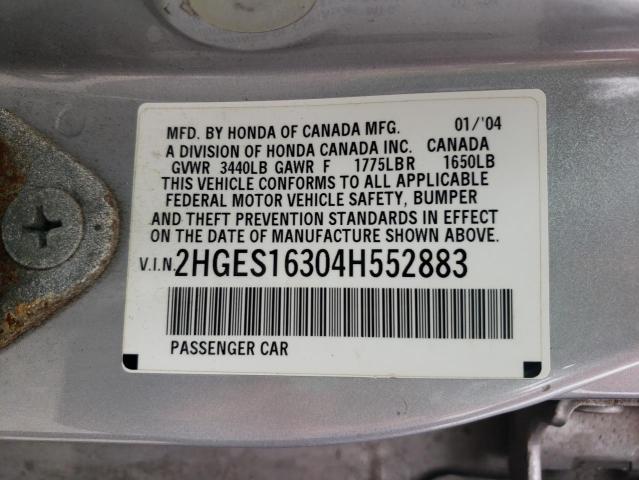 MFD. BY HONDA OF CANADA MFG. 01/'04
A DIVISION OF HONDA CANADA INC. CANADA
GVWR 3440LB GAWR F 1775LBR 1650LB
THIS VEHICLE CONFORMS TO ALL APPLICABLE
FEDERAL MOTOR VEHICLE SAFETY, BUMPER
AND THEFT PREVENTION STANDARDS IN EFFECT
ON THE DATE OF MANUFACTURE SHOWN ABOVE.
V.I.N. 2HGES16304H552883
PASSENGER CAR